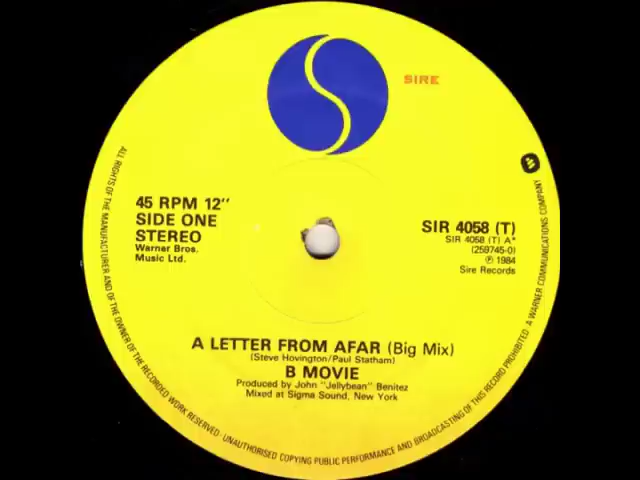 SIRE
45 RPM 12"
SIDE ONE
STEREO
Warner Bros.
Music Ltd.
SIR 4058 (T)
SIR 4058 (T) A*
(259745-0)
℗ 1984
Sire Records
A LETTER FROM AFAR (Big Mix)
(Steve Hovington/Paul Statham)
B MOVIE
Produced by John "Jellybean" Benitez
Mixed at Sigma Sound, New York
ALL RIGHTS OF THE MANUFACTURER AND OF THE OWNER OF THE RECORDED WORK RESERVED · UNAUTHORISED COPYING PUBLIC PERFORMANCE AND BROADCASTING OF THIS RECORD PROHIBITED · A WARNER COMMUNICATIONS COMPANY